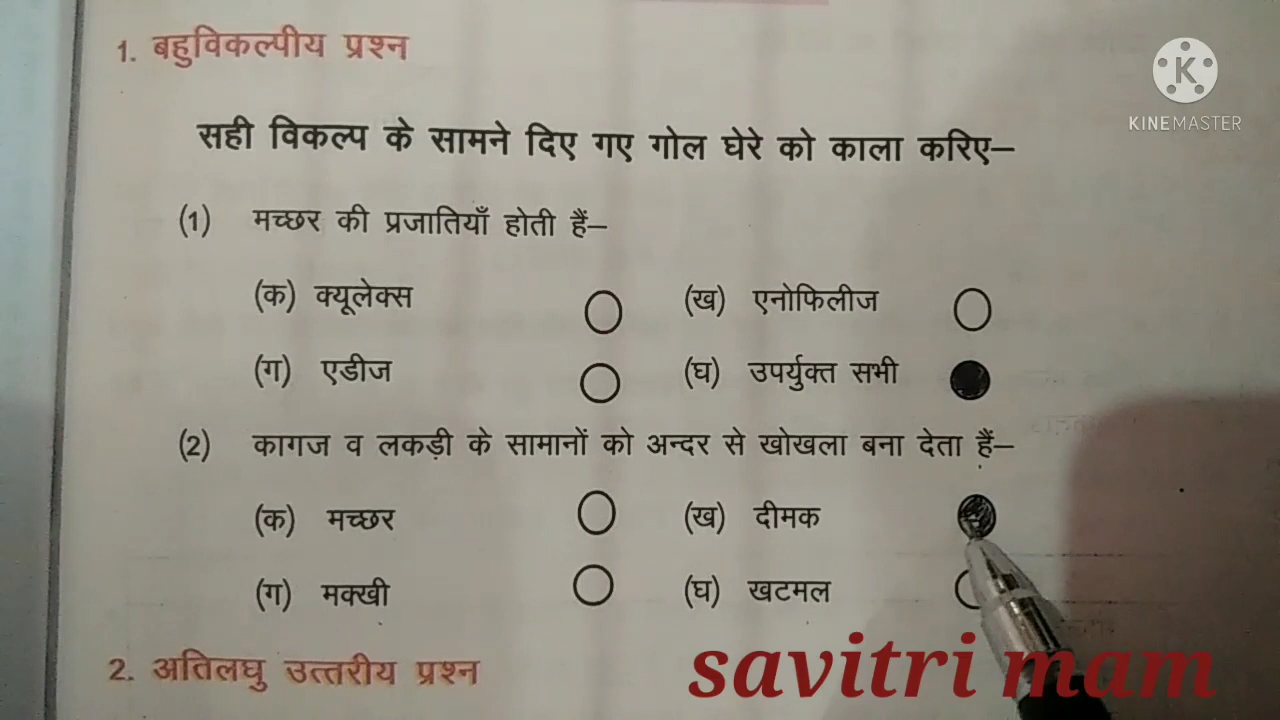 1. बहुविकल्पीय प्रश्न
K
KINEMASTER
सही विकल्प के सामने दिए गए गोल घेरे को काला करिए–
(1) मच्छर की प्रजातियाँ होती हैं–
(क) क्यूलेक्स (ख) एनोफिलीज
(ग) एडीज (घ) उपर्युक्त सभी
(2) कागज व लकड़ी के सामानों को अन्दर से खोखला बना देता हैं–
(क) मच्छर (ख) दीमक
(ग) मक्खी (घ) खटमल
2. अतिलघु उत्तरीय प्रश्न
savitri mam